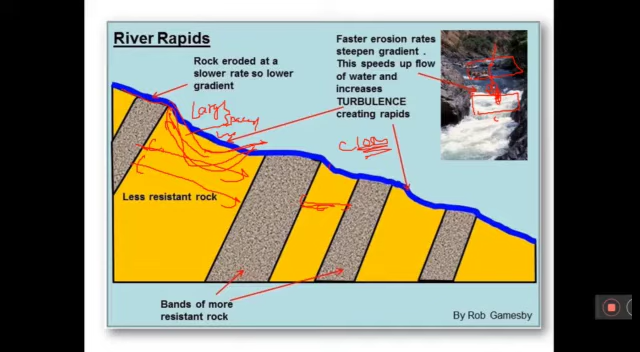 River Rapids
Rock eroded at a
slower rate so lower
gradient
Faster erosion rates
steepen gradient .
This speeds up flow
of water and
increases
TURBULENCE
creating rapids
Less resistant rock
Bands of more
resistant rock
By Rob Gamesby